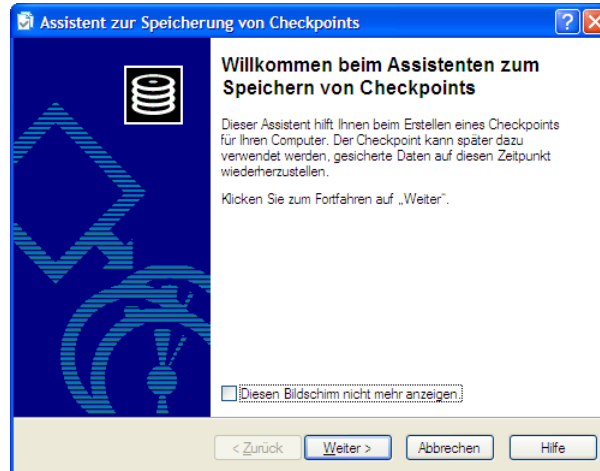 Assistent zur Speicherung von Checkpoints
Willkommen beim Assistenten zum
Speichern von Checkpoints
Dieser Assistent hilft Ihnen beim Erstellen eines Checkpoints
für Ihren Computer. Der Checkpoint kann später dazu
verwendet werden, gesicherte Daten auf diesen Zeitpunkt
wiederherzustellen.
Klicken Sie zum Fortfahren auf „Weiter".
Diesen Bildschirm nicht mehr anzeigen.
< Zurück Weiter > Abbrechen Hilfe